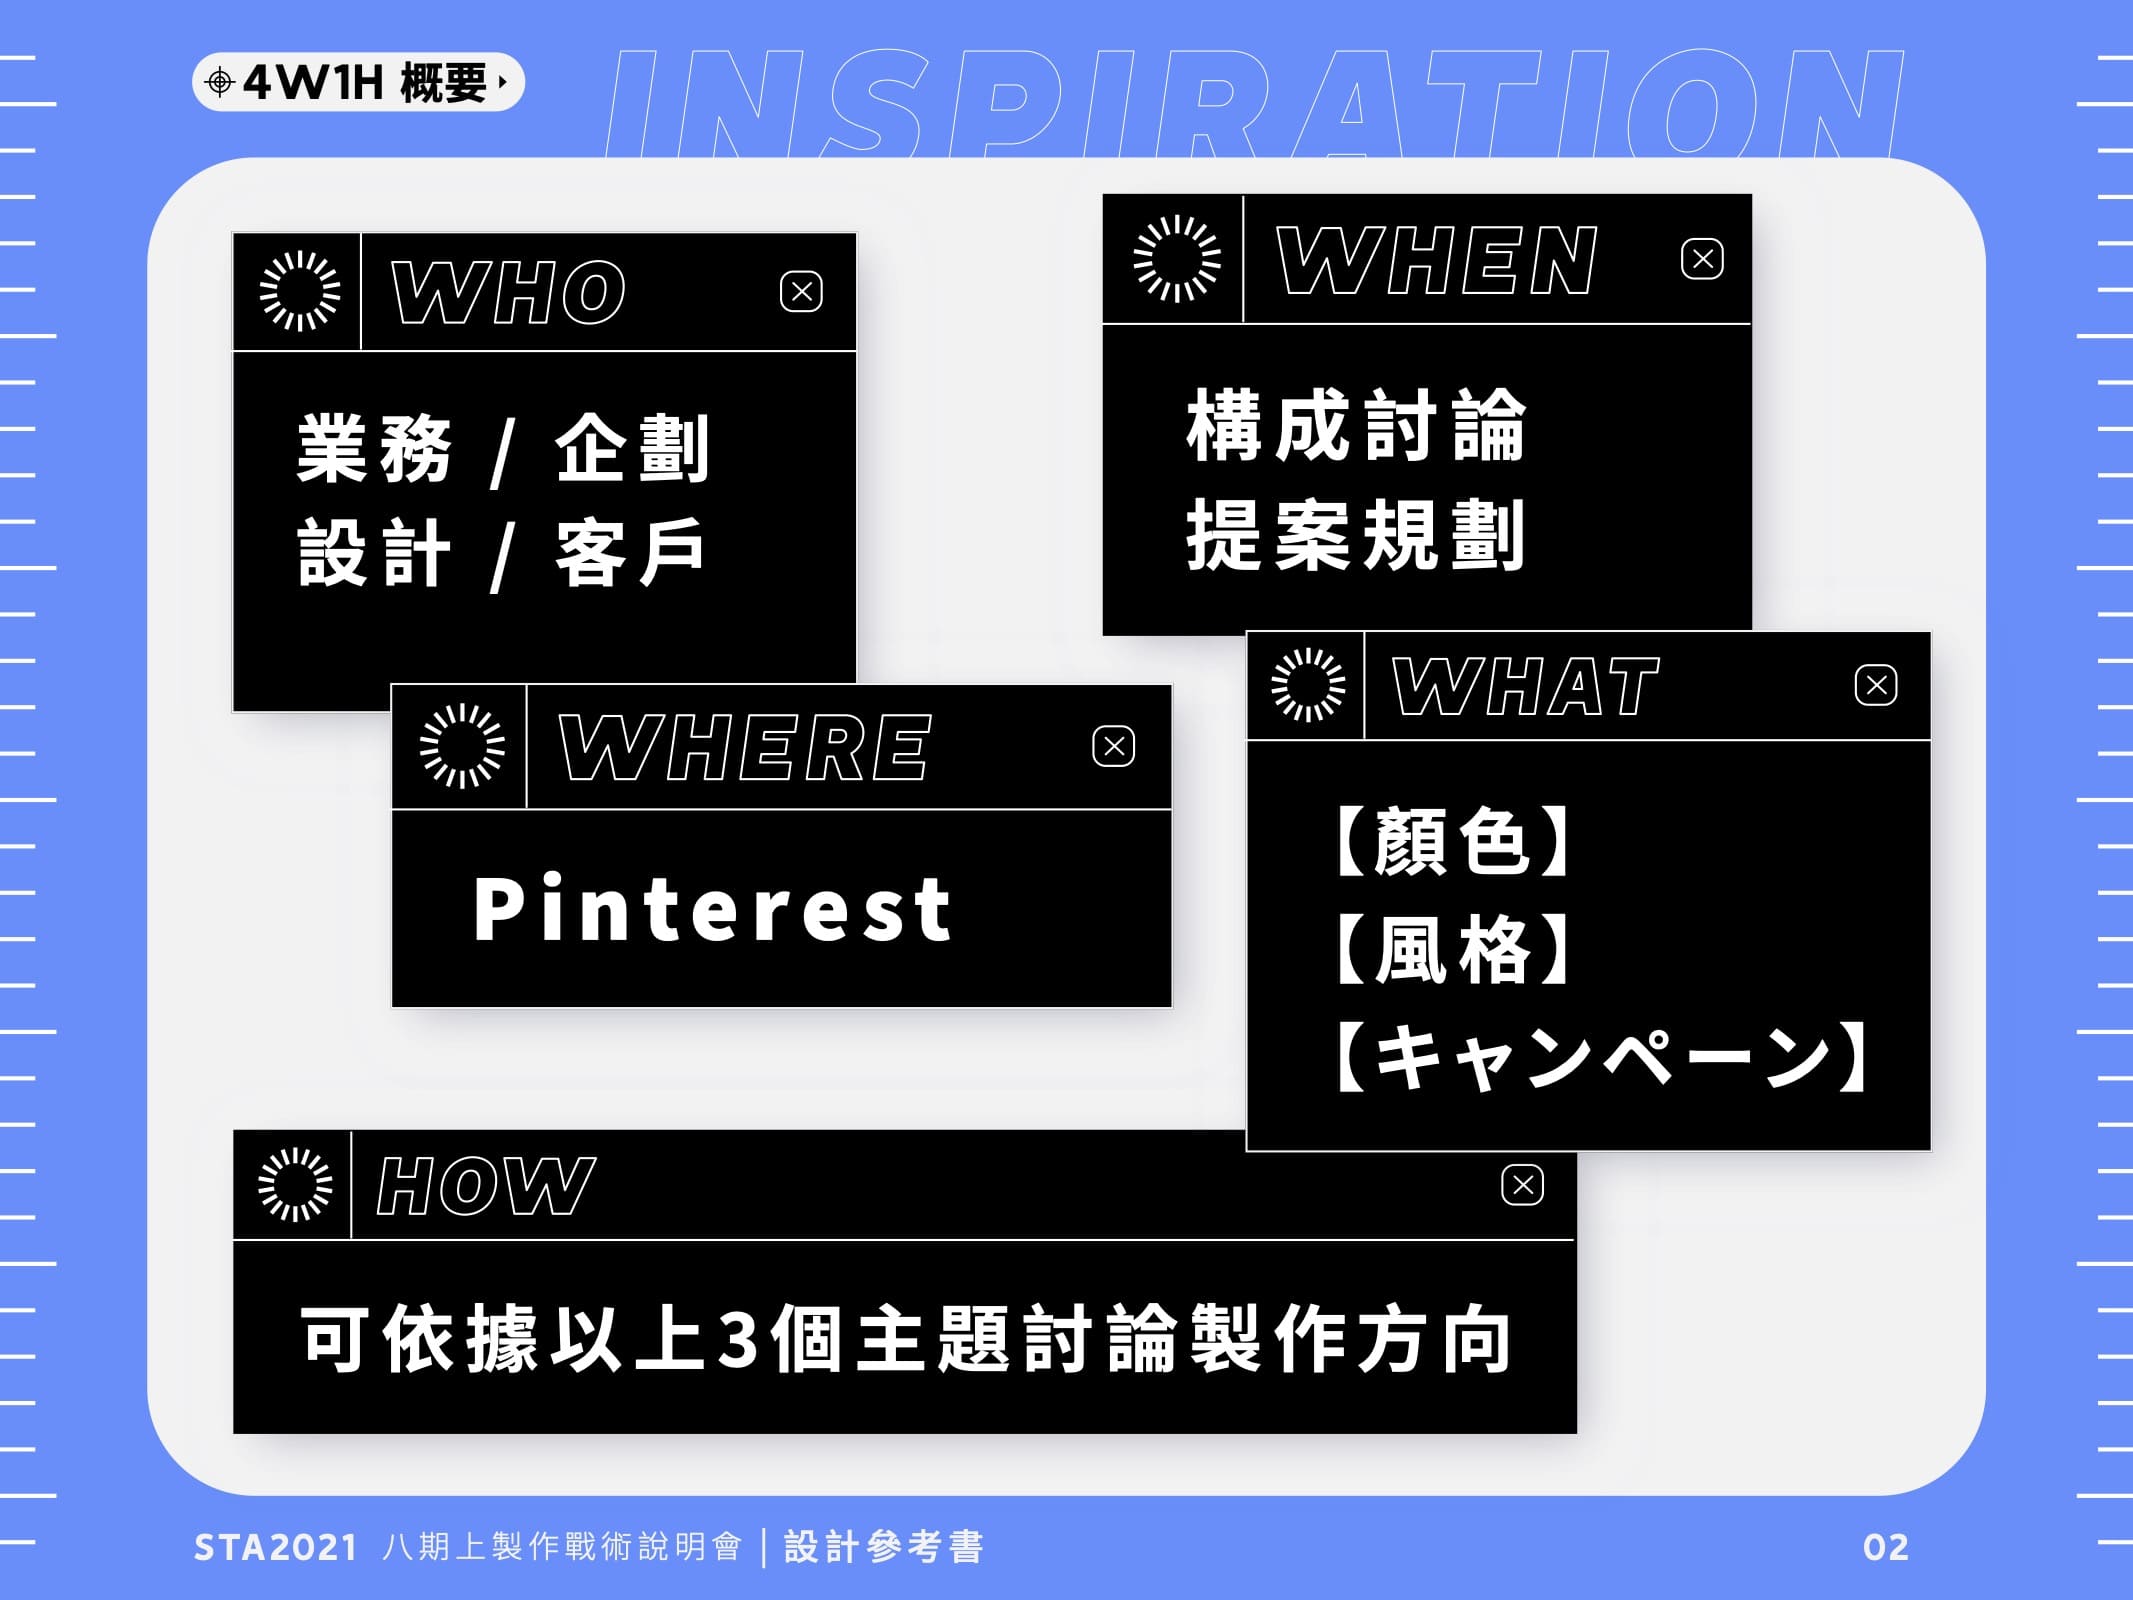 4W1H 概要
INSPIRATION
WHO
業務 / 企劃
設計 / 客戶
WHEN
構成討論
提案規劃
WHERE
Pinterest
WHAT
【顏色】
【風格】
【キャンペーン】
HOW
可依據以上3個主題討論製作方向
STA2021 八期上製作戰術說明會 | 設計參考書
02